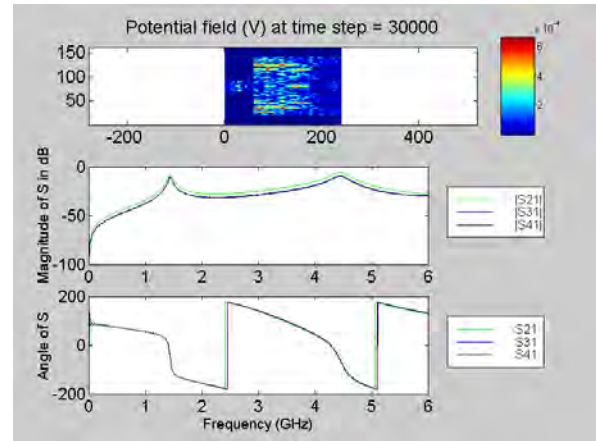 Potential field (V) at time step = 30000
x 10⁻⁴
150
100
50
6
4
2
-200 0 200 400
Magnitude of S in dB
0
-50
-100
0 1 2 3 4 5 6
|S21|
|S31|
|S41|
Angle of S
200
0
-200
0 1 2 3 4 5 6
Frequency (GHz)
S21
S31
S41